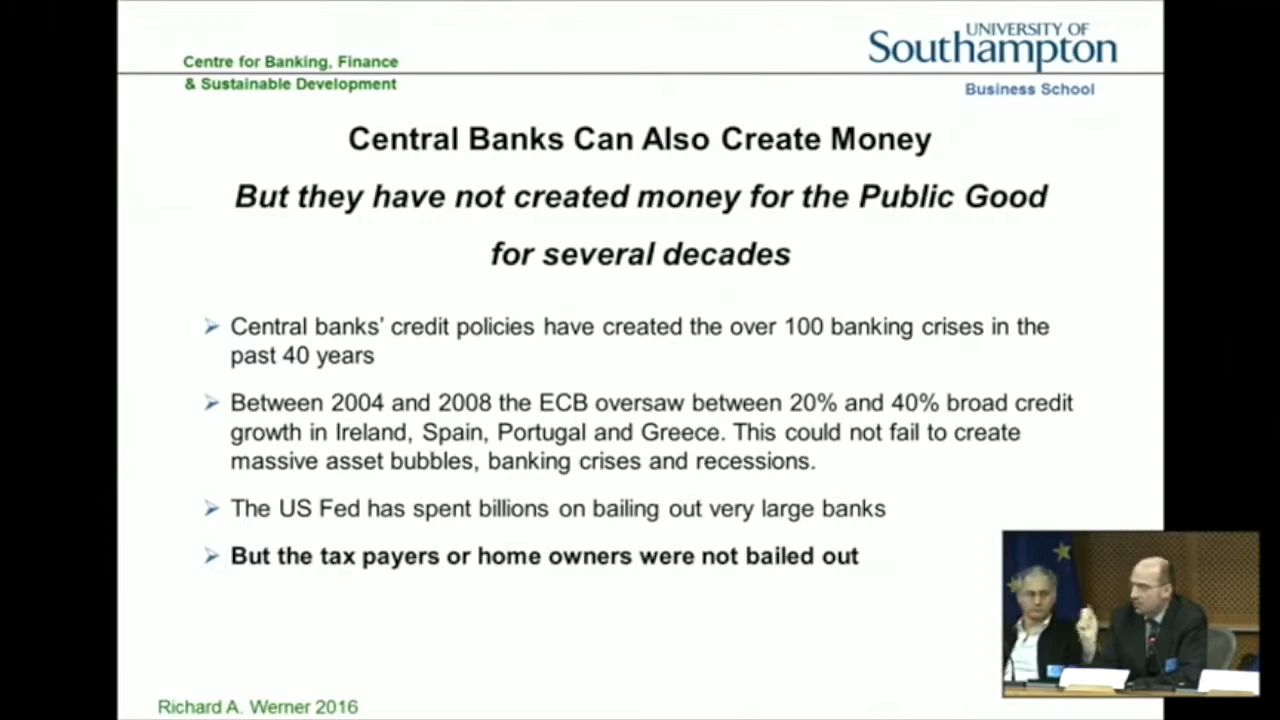 Centre for Banking, Finance
& Sustainable Development
UNIVERSITY OF
Southampton
Business School
Central Banks Can Also Create Money
But they have not created money for the Public Good
for several decades
Central banks’ credit policies have created the over 100 banking crises in the
past 40 years
Between 2004 and 2008 the ECB oversaw between 20% and 40% broad credit
growth in Ireland, Spain, Portugal and Greece. This could not fail to create
massive asset bubbles, banking crises and recessions.
The US Fed has spent billions on bailing out very large banks
But the tax payers or home owners were not bailed out
Richard A. Werner 2016